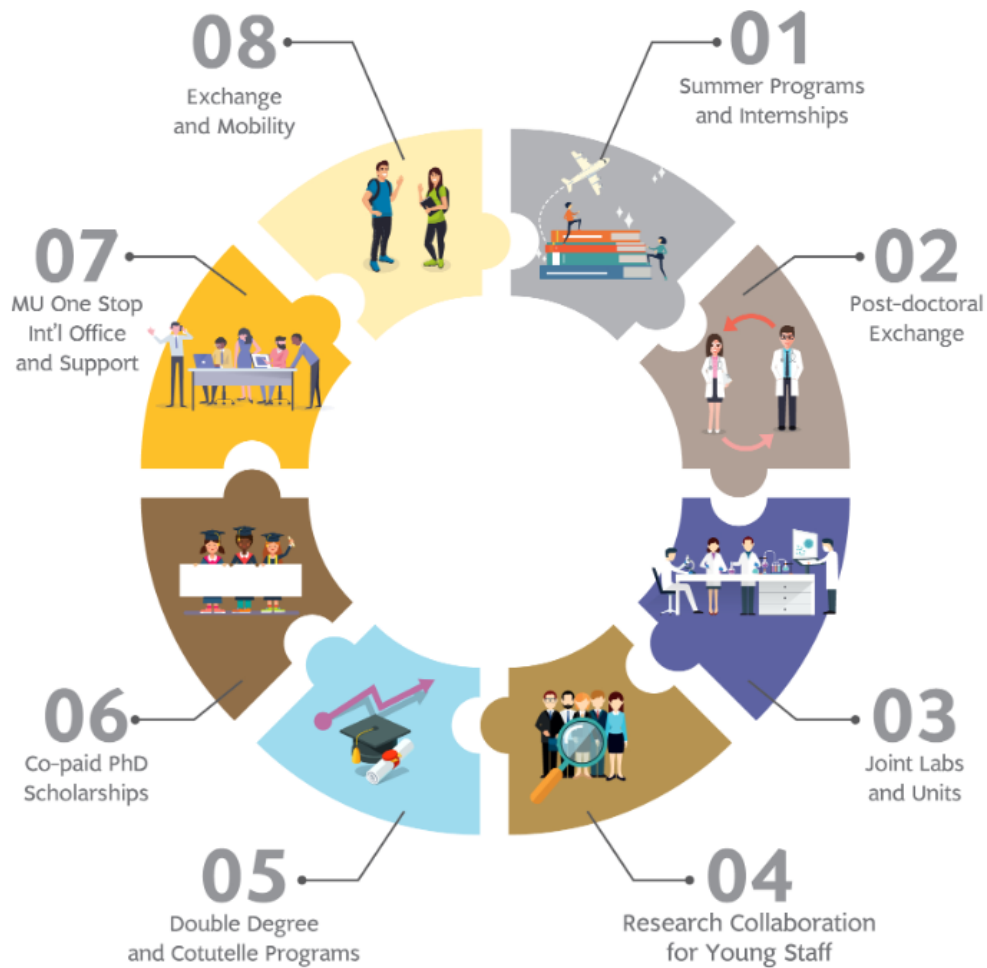 01
Summer Programs
and Internships
02
Post-doctoral
Exchange
03
Joint Labs
and Units
04
Research Collaboration
for Young Staff
05
Double Degree
and Cotutelle Programs
06
Co-paid PhD
Scholarships
07
MU One Stop
Int'l Office
and Support
08
Exchange
and Mobility